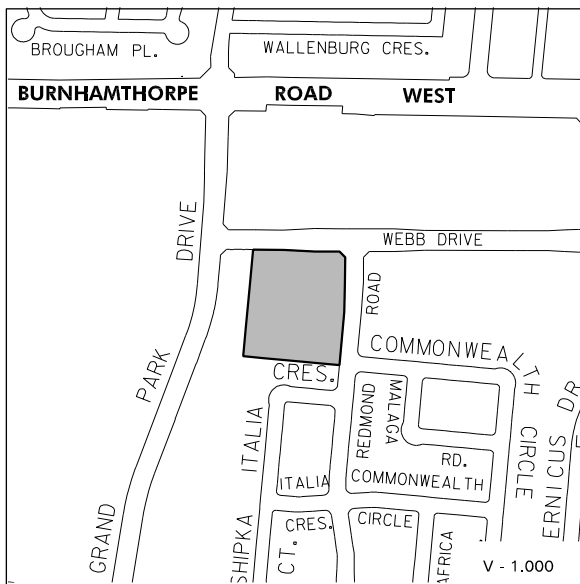 BROUGHAM PL.
WALLENBURG CRES.
BURNHAMTHORPE ROAD WEST
WEBB DRIVE
GRAND PARK DRIVE
REDMOND ROAD
COMMONWEALTH CIRCLE
CRES.
ITALIA
MALAGA RD.
ITALIA CRES.
COMMONWEALTH CIRCLE
SHIPKA
CT.
AFRICA
SUCINRE DR
V - 1.000